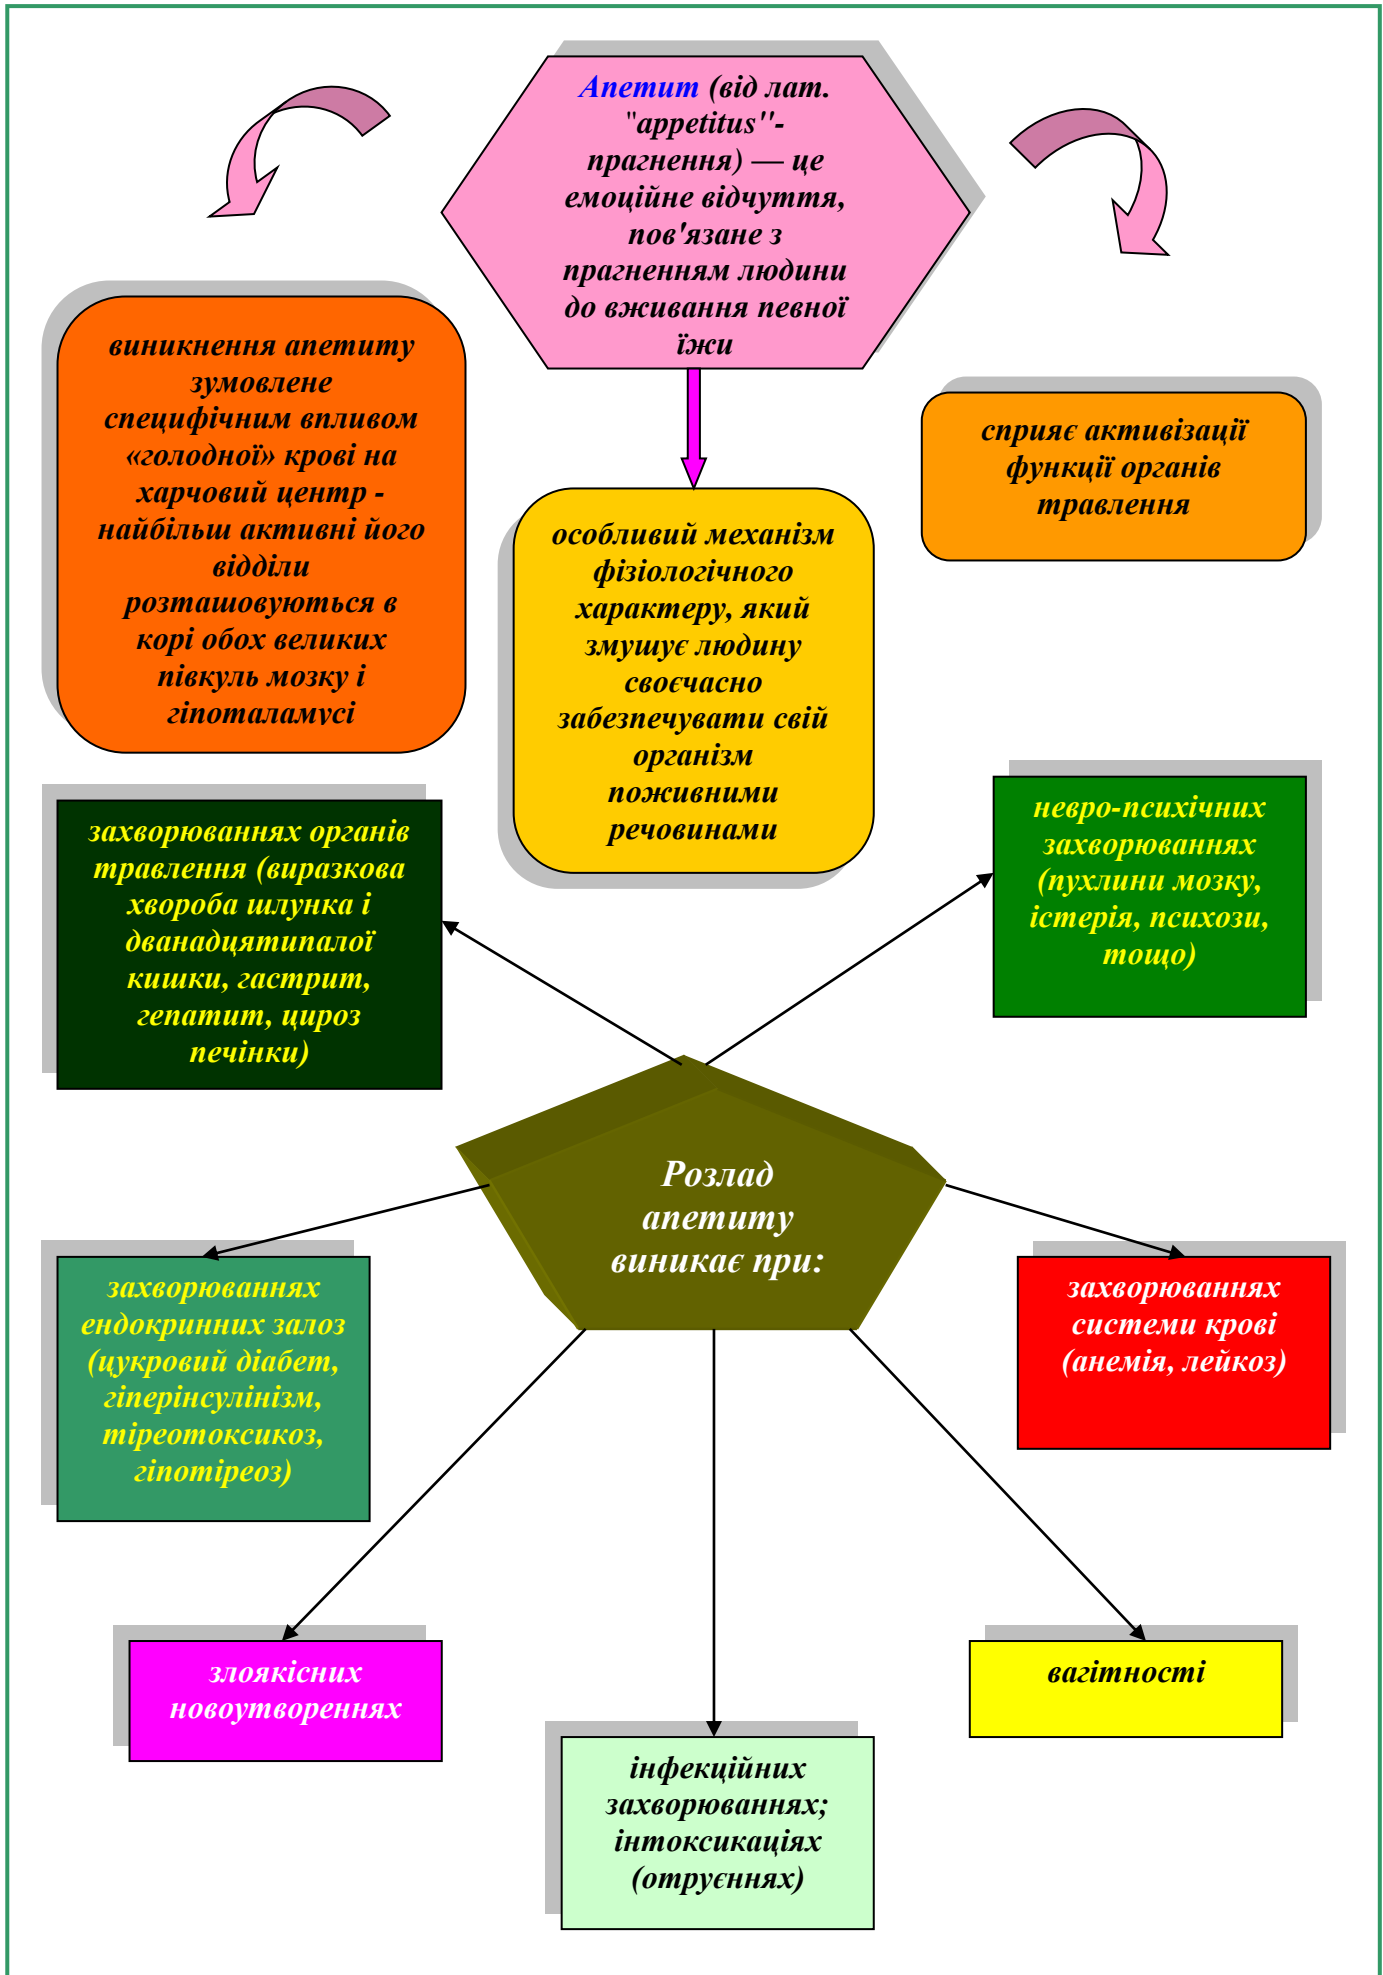 Апетит (від лат.
"appetitus"-
прагнення) — це
емоційне відчуття,
пов'язане з
прагненням людини
до вживання певної
їжи
виникнення апетиту
зумовлене
специфічним впливом
«голодної» крові на
харчовий центр -
найбільш активні його
відділи
розташовуються в
корі обох великих
півкуль мозку і
гіпоталамусі
особливий механізм
фізіологічного
характеру, який
змушує людину
своєчасно
забезпечувати свій
організм
поживними
речовинами
сприяє активізації
функції органів
травлення
захворюваннях органів
травлення (виразкова
хвороба шлунка і
дванадцятипалої
кишки, гастрит,
гепатит, цироз
печінки)
невро-психічних
захворюваннях
(пухлини мозку,
істерія, психози,
тощо)
Розлад
апетиту
виникає при:
захворюваннях
ендокринних залоз
(цукровий діабет,
гіперінсулінізм,
тіреотоксикоз,
гіпотіреоз)
захворюваннях
системи крові
(анемія, лейкоз)
злоякісних
новоутвореннях
інфекційних
захворюваннях;
інтоксикаціях
(отруєннях)
вагітності